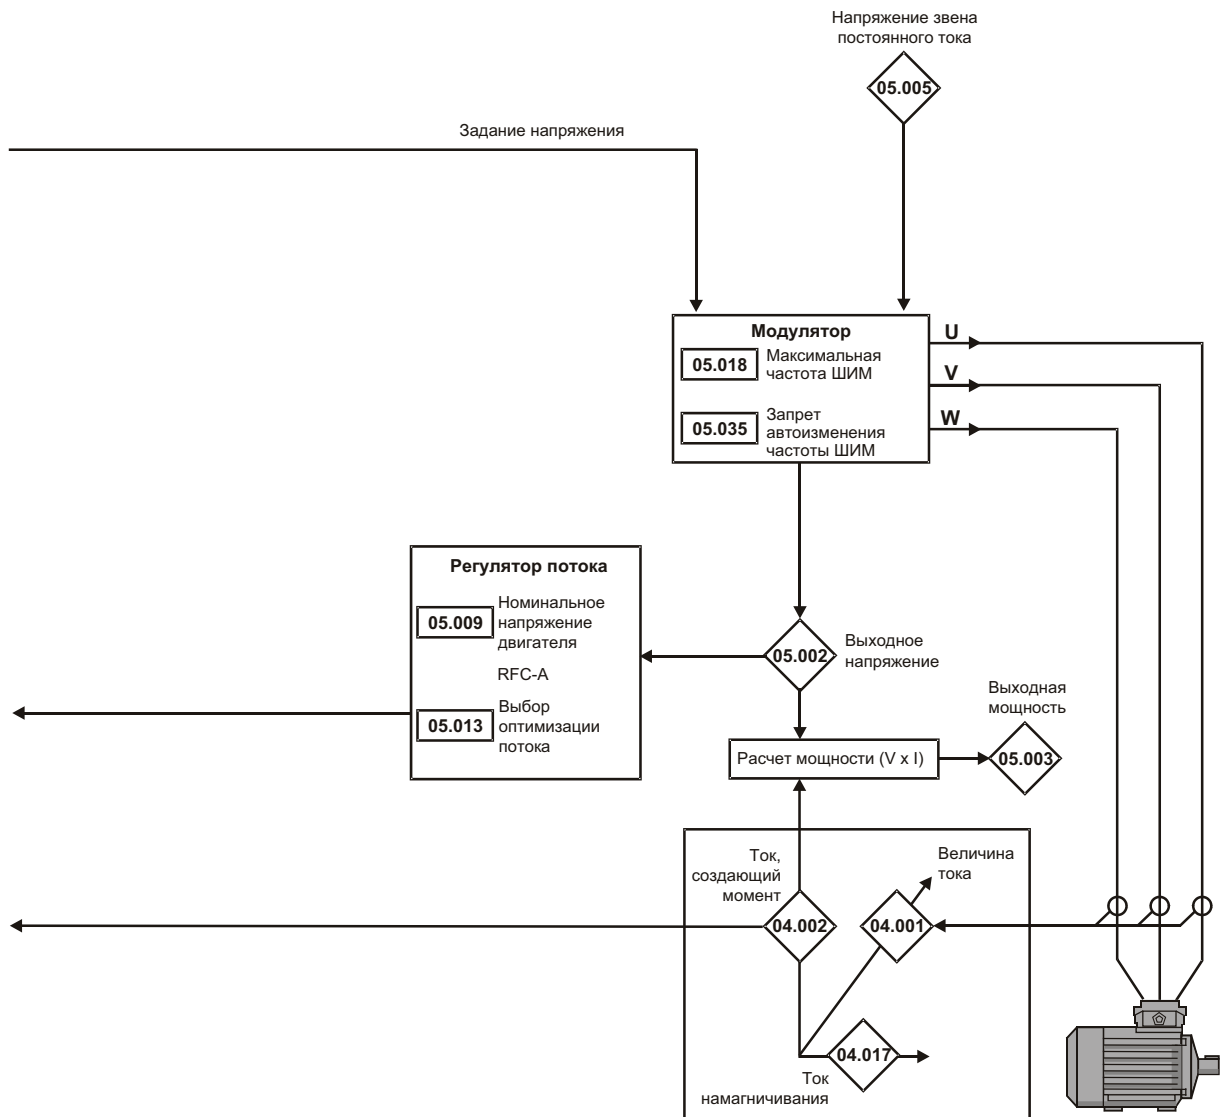 Напряжение звена
постоянного тока
05.005
Задание напряжения
Модулятор
05.018
Максимальная
частота ШИМ
05.035
Запрет
автоизменения
частоты ШИМ
U
V
W
Регулятор потока
05.009
Номинальное
напряжение
двигателя
RFC-A
05.013
Выбор
оптимизации
потока
05.002
Выходное
напряжение
Выходная
мощность
Расчет мощности (V x I)
05.003
Ток,
создающий
момент
Величина
тока
04.002
04.001
04.017
Ток
намагничивания